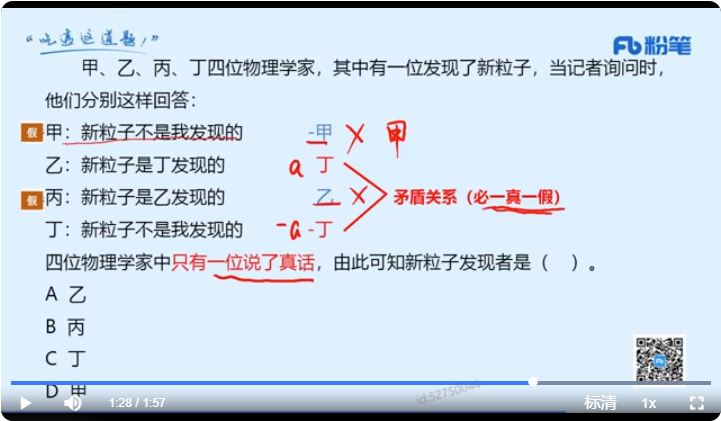 “吃透这道题！”
粉笔
甲、乙、丙、丁四位物理学家，其中有一位发现了新粒子，当记者询问时，
他们分别这样回答：
假 甲：新粒子不是我发现的 -甲 × 甲
乙：新粒子是丁发现的 a 丁
假 丙：新粒子是乙发现的 乙 × 矛盾关系（必一真一假）
丁：新粒子不是我发现的 -a -丁
四位物理学家中只有一位说了真话，由此可知新粒子发现者是（ ）。
A 乙
B 丙
C 丁
D 甲
id:52750044
1:28 / 1:57 标清 1x